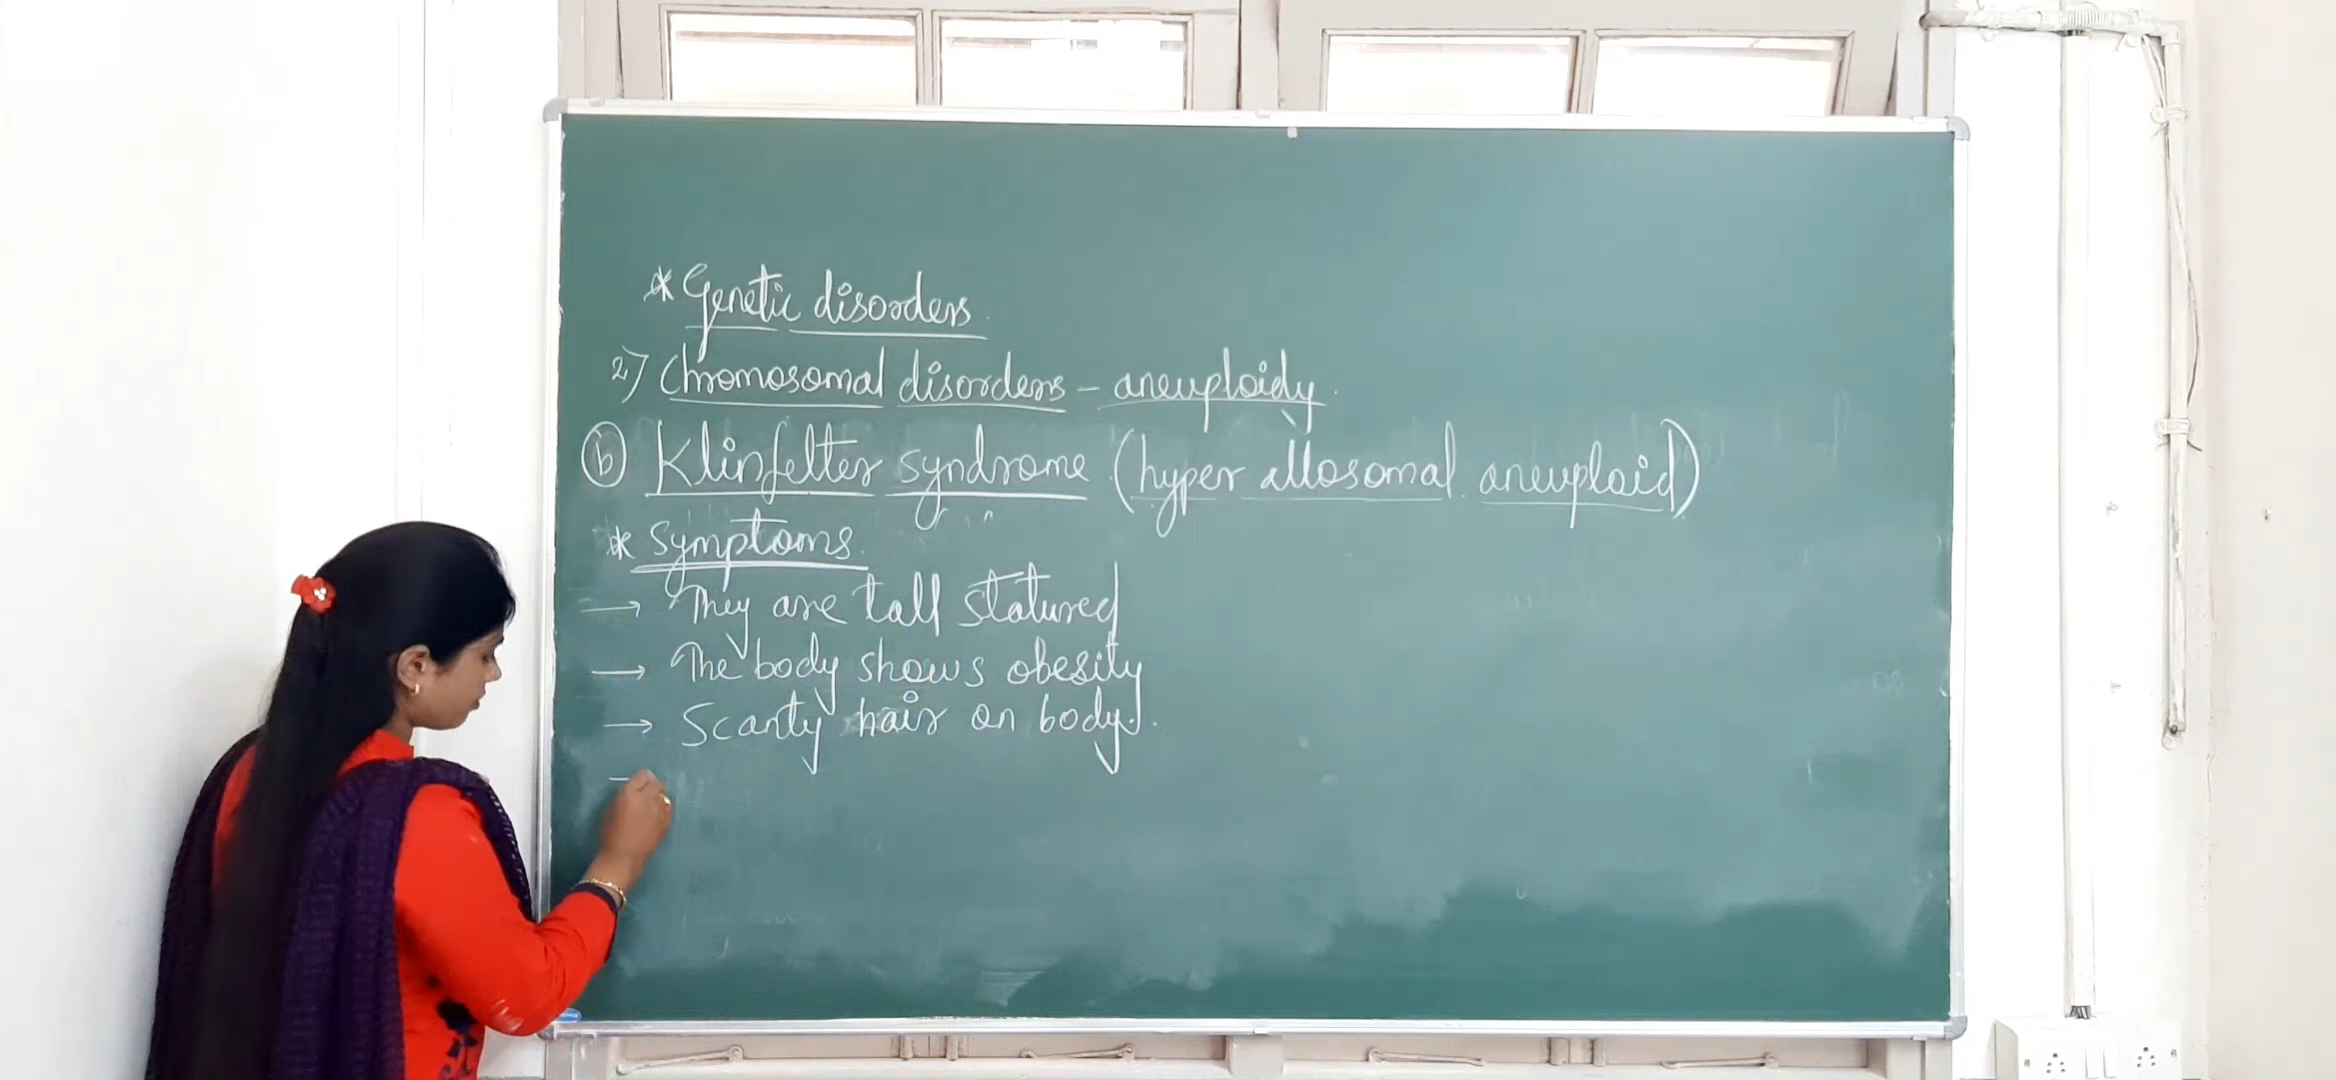 * Genetic disorders.
2) Chromosomal disorders - aneuploidy.
ⓑ Klinfelter syndrome (hyper allosomal aneuploid)
* Symptoms.
→ They are tall statured
→ The body shows obesity
→ Scanty hair on body.